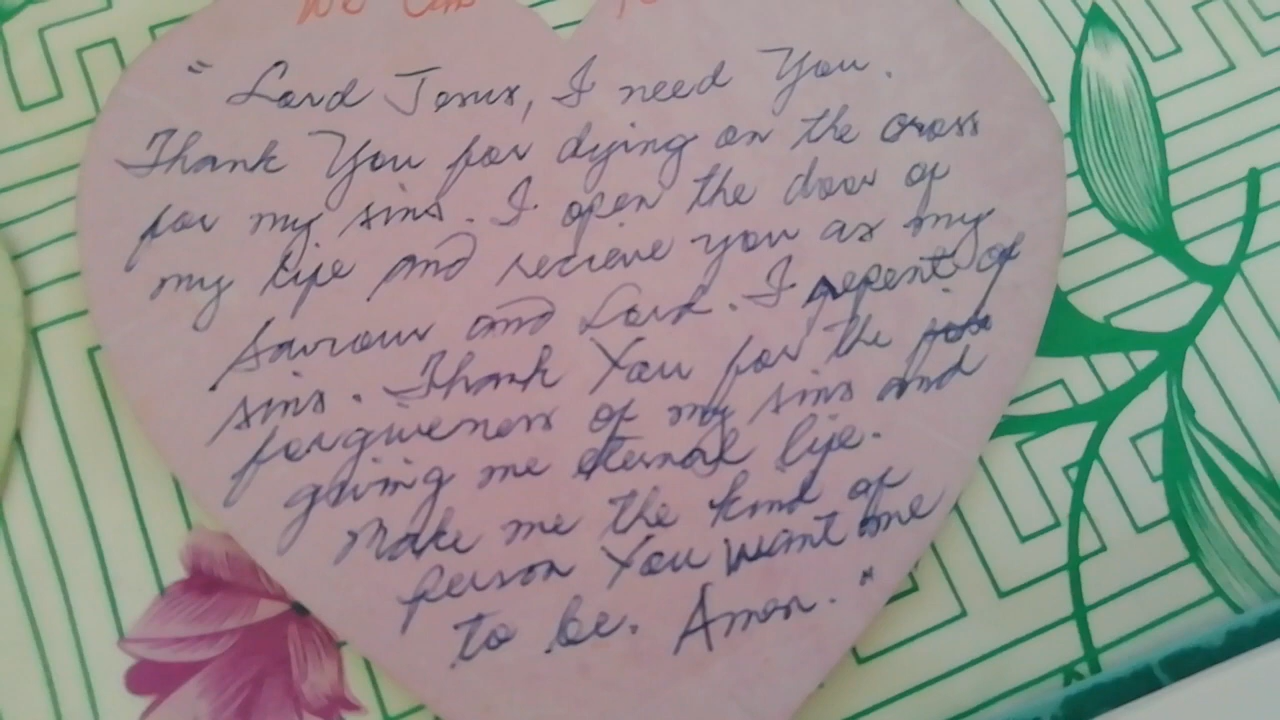 We can
" Lord Jesus, I need You.
Thank You for dying on the cross
for my sins. I open the door of
my life and recieve you as my
Saviour and Lord. I repent of
sins. Thank You for the
forgiveness of my sins and
giving me eternal life.
Make me the kind of
person You want me
to be. Amen. "